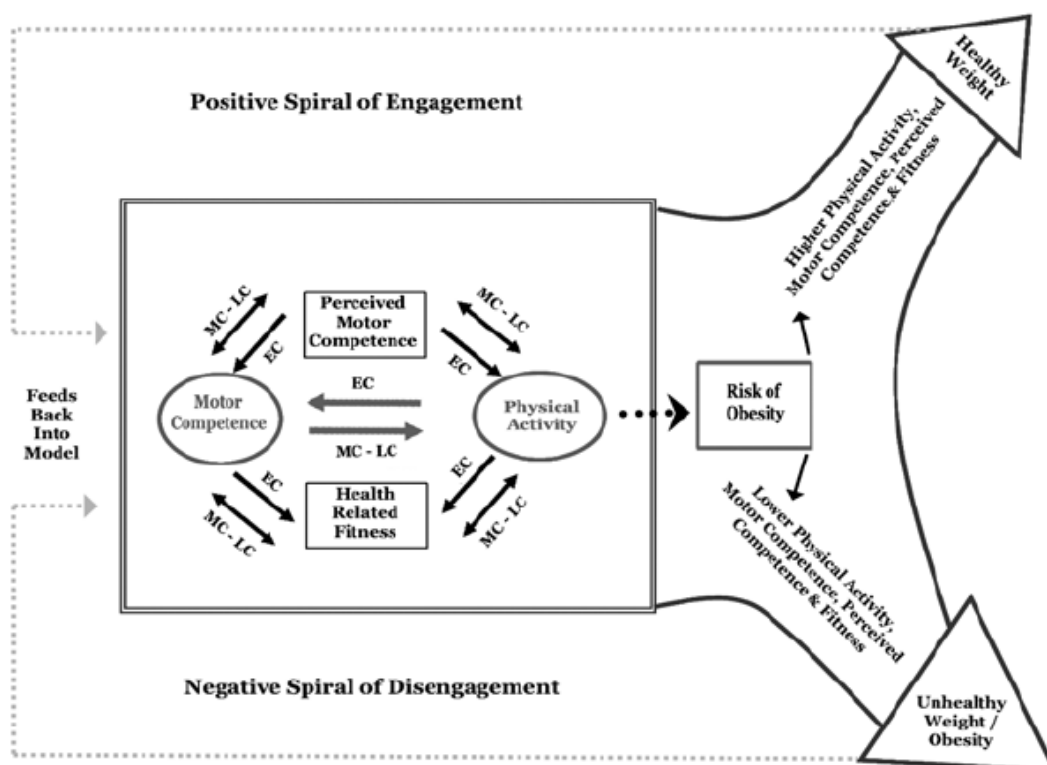 Healthy
Weight
Positive Spiral of Engagement
Higher Physical Activity,
Motor Competence, Perceived
Competence & Fitness
MC - LC
EC
Perceived
Motor
Competence
MC - LC
EC
Feeds
Back
Into
Model
Motor
Competence
EC
MC - LC
Physical
Activity
Risk of
Obesity
EC
MC - LC
Health
Related
Fitness
EC
MC - LC
Lower Physical Activity,
Motor Competence, Perceived
Competence & Fitness
Negative Spiral of Disengagement
Unhealthy
Weight /
Obesity